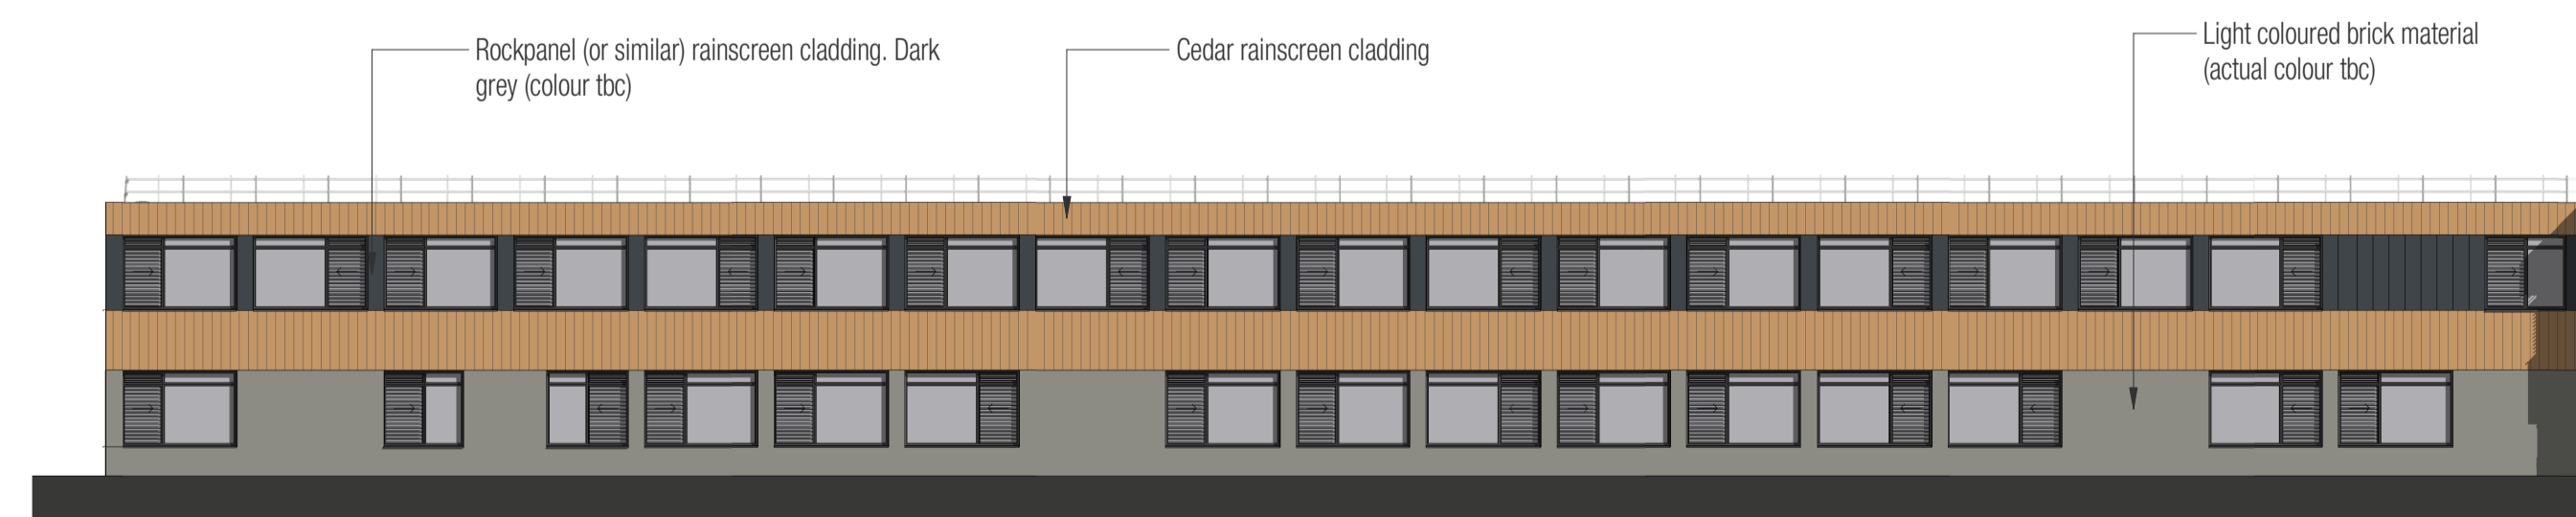 Rockpanel (or similar) rainscreen cladding. Dark
grey (colour tbc)
Cedar rainscreen cladding
Light coloured brick material
(actual colour tbc)